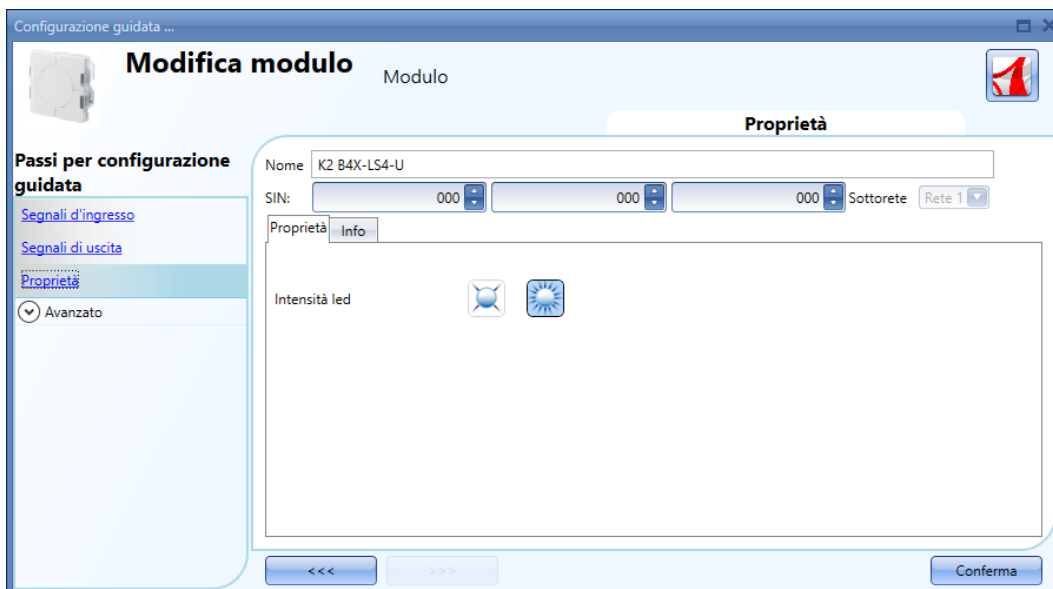 Configurazione guidata ...
Modifica modulo
Modulo
Proprietà
Passi per configurazione
guidata
Segnali d'ingresso
Segnali di uscita
Proprietà
Avanzato
Nome K2 B4X-LS4-U
SIN: 000 000 000 Sottorete Rete 1
Proprietà Info
Intensità led
<<< >>> Conferma